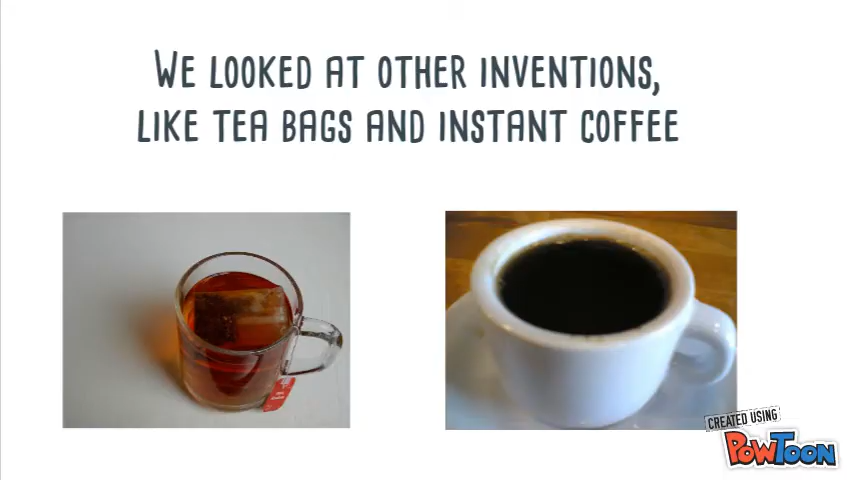 WE LOOKED AT OTHER INVENTIONS,
LIKE TEA BAGS AND INSTANT COFFEE
CREATED USING
POWTOON